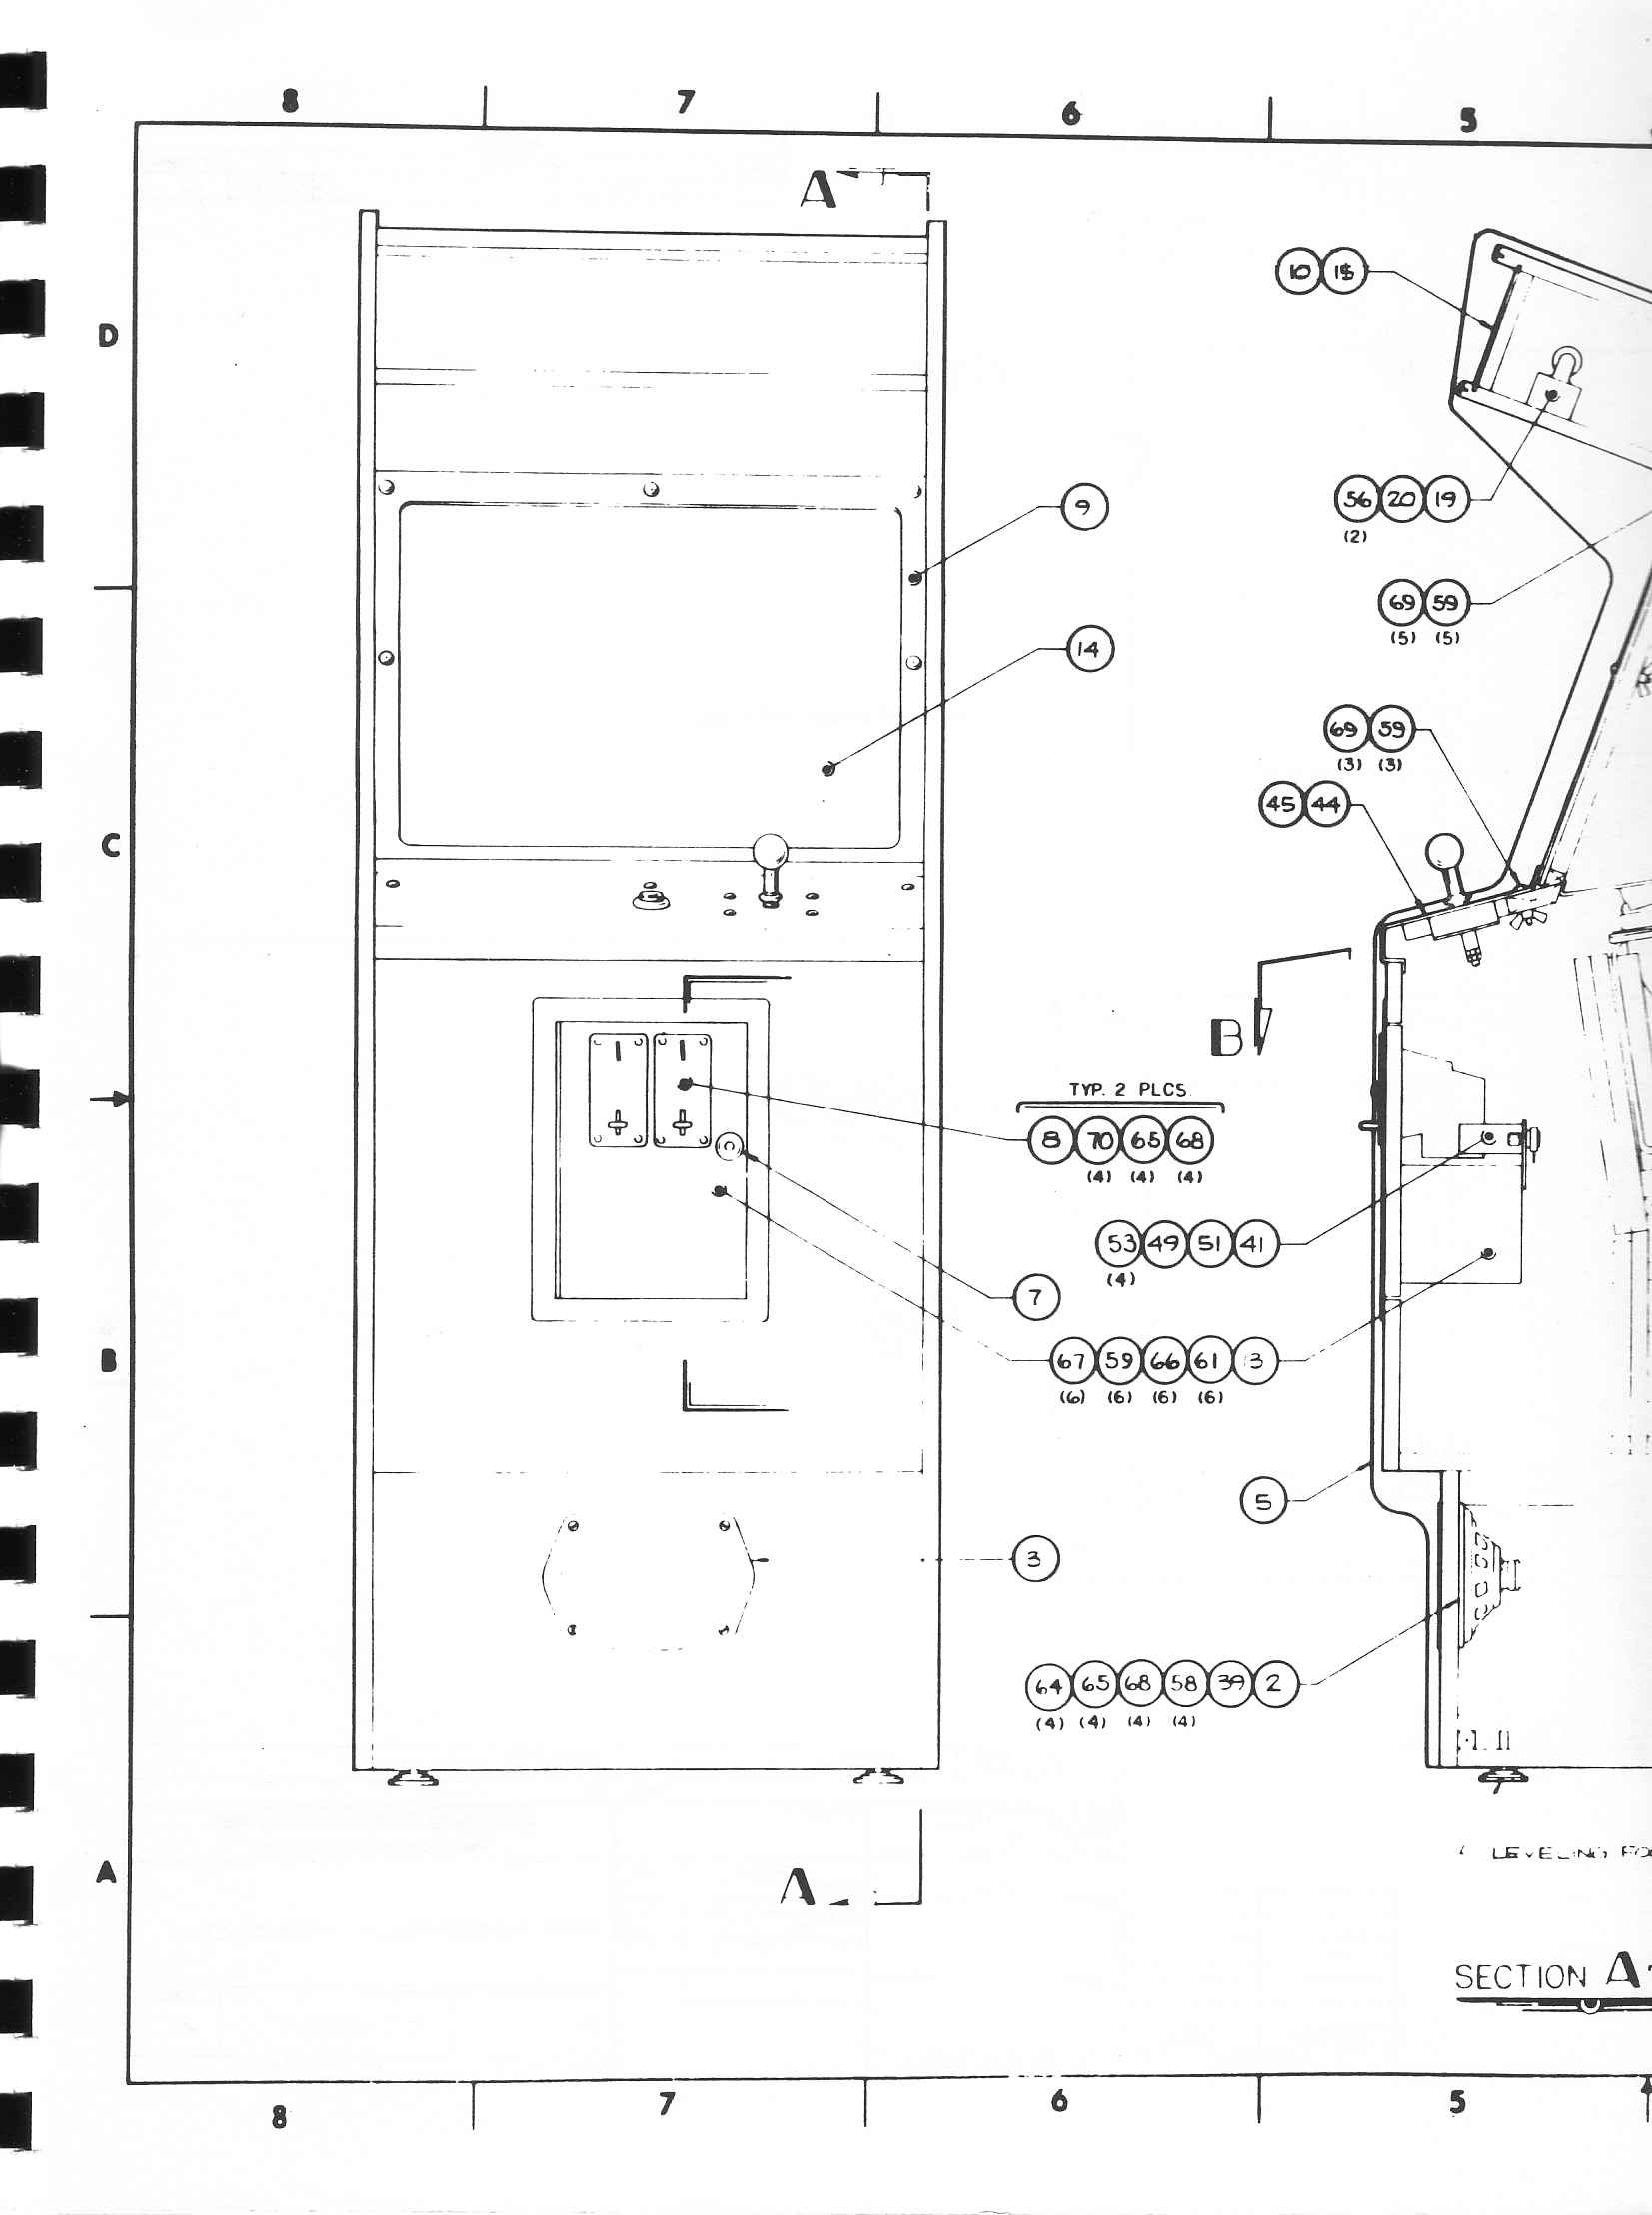 8 7 6 5
A
10 15
D
56 20 19
(2)
9
69 59
(5) (5)
14
69 59
(3) (3)
45 44
C
B
TYP. 2 PLCS.
8 70 65 68
(4) (4) (4)
53 49 51 41
(4)
7
B
67 59 66 61 13
(6) (6) (6) (6)
5
3
64 65 68 58 39 2
(4) (4) (4) (4)
LEVELING
A
A
SECTION A
8 7 6 5